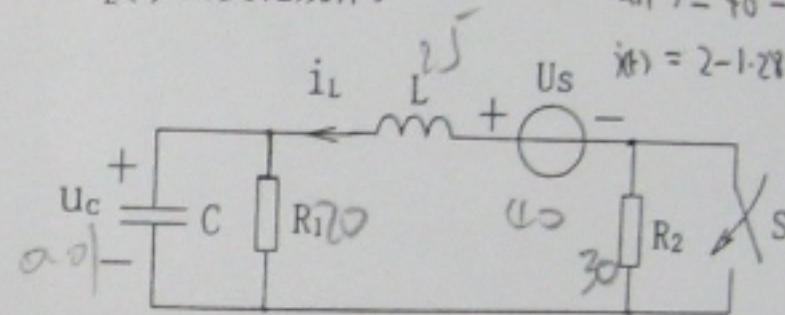 i(t) = 2-1.28
25
iL L + Us -
+
uc C R1 20 40 R2 S
0.01 - 30